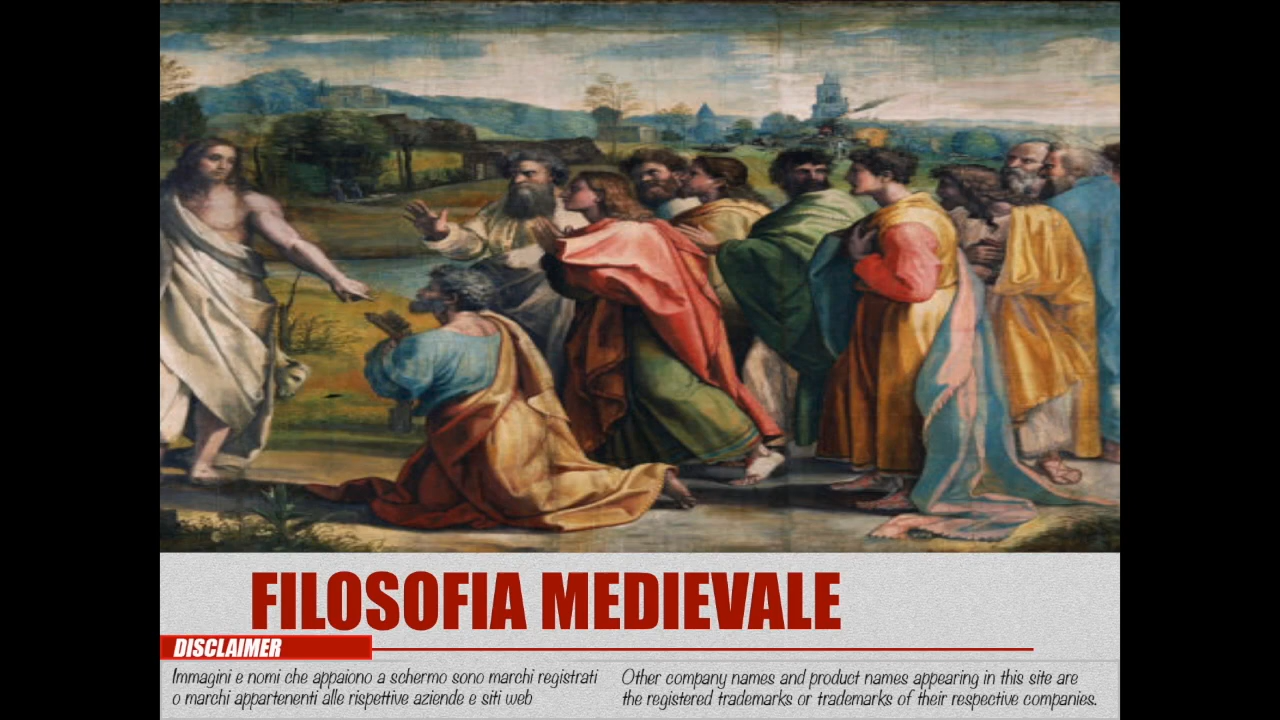 FILOSOFIA MEDIEVALE
DISCLAIMER
Immagini e nomi che appaiono a schermo sono marchi registrati
o marchi appartenenti alle rispettive aziende e siti web
Other company names and product names appearing in this site are
the registered trademarks or trademarks of their respective companies.